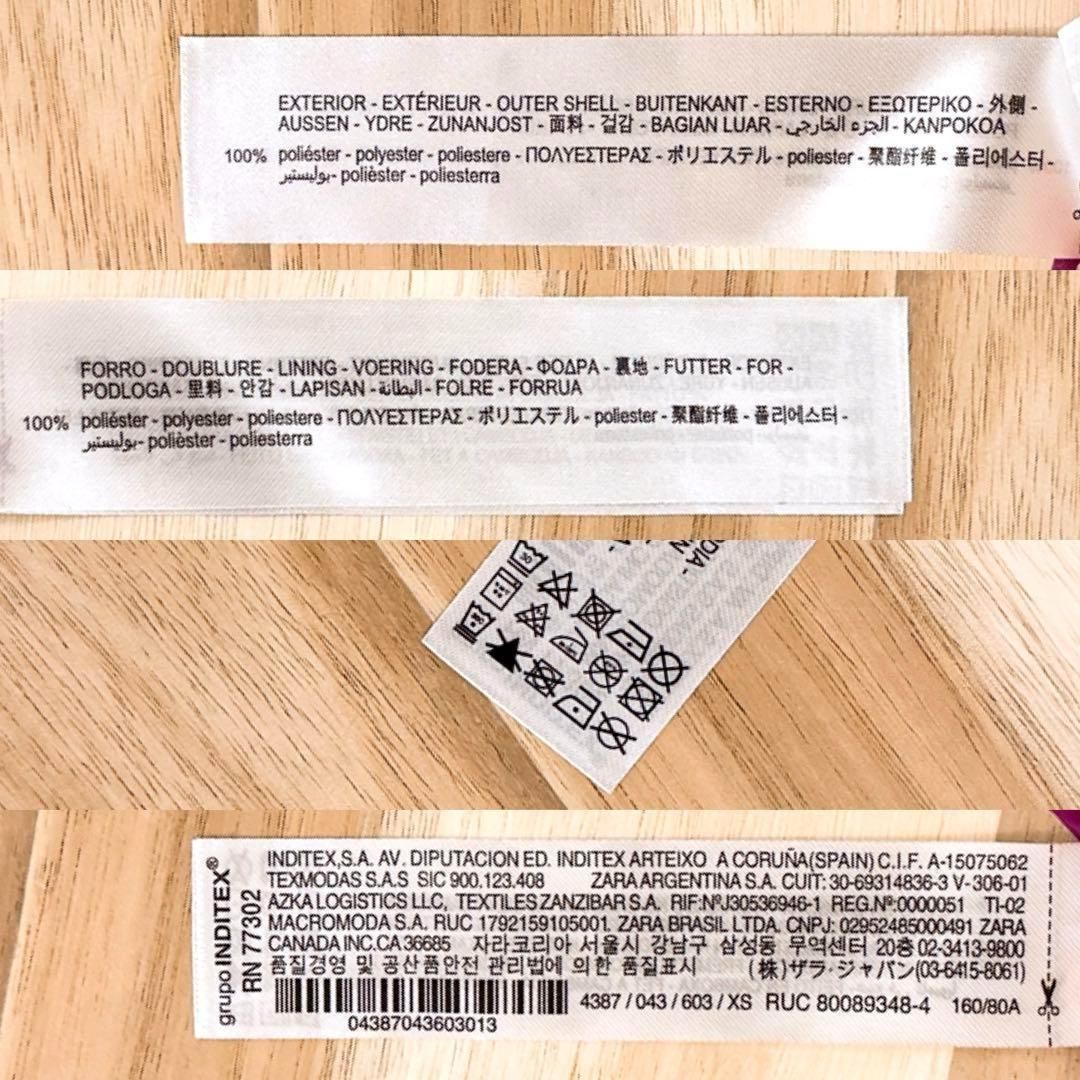 EXTERIOR - EXTÉRIEUR - OUTER SHELL - BUITENKANT - ESTERNO - ΕΞΩΤΕΡΙΚΟ - 外側 -
AUSSEN - YDRE - ZUNANJOST - 面料 - 겉감 - BAGIAN LUAR - الجزء الخارجي - KANPOKOA
100% poliéster - polyester - poliestere - ΠΟΛΥΕΣΤΕΡΑΣ - ポリエステル - poliester - 聚酯纤维 - 폴리에스터 -
بوليستير - polièster - poliesterra
FORRO - DOUBLURE - LINING - VOERING - FODERA - ΦΟΔΡΑ - 裏地 - FUTTER - FOR -
PODLOGA - 里料 - 안감 - LAPISAN - البطانة - FOLRE - FORRUA
100% poliéster - polyester - poliestere - ΠΟΛΥΕΣΤΕΡΑΣ - ポリエステル - poliester - 聚酯纤维 - 폴리에스터 -
بوليستير - polièster - poliesterra
grupo INDITEX®
RN 77302
INDITEX,S.A. AV. DIPUTACION ED. INDITEX ARTEIXO A CORUÑA(SPAIN) C.I.F. A-15075062
TEXMODAS S.A.S SIC 900.123.408 ZARA ARGENTINA S.A. CUIT: 30-69314836-3 V-306-01
AZKA LOGISTICS LLC, TEXTILES ZANZIBAR S.A. RIF:NºJ30536946-1 REG.Nº:0000051 TI-02
MACROMODA S.A. RUC 1792159105001. ZARA BRASIL LTDA. CNPJ: 02952485000491 ZARA
CANADA INC.CA 36685 자라코리아 서울시 강남구 삼성동 무역센터 20층 02-3413-9800
품질경영 및 공산품안전 관리법에 의한 품질표시 (株)ザラ・ジャパン(03-6415-8061)
4387 / 043 / 603 / XS RUC 80089348-4 160/80A
04387043603013